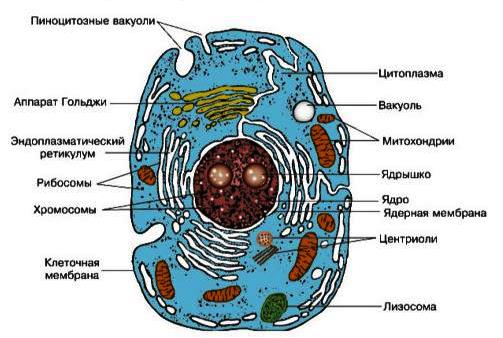 Пиноцитозные вакуоли
Аппарат Гольджи
Эндоплазматический
ретикулум
Рибосомы
Хромосомы
Клеточная
мембрана
Цитоплазма
Вакуоль
Митохондрии
Ядрышко
Ядро
Ядерная мембрана
Центриоли
Лизосома